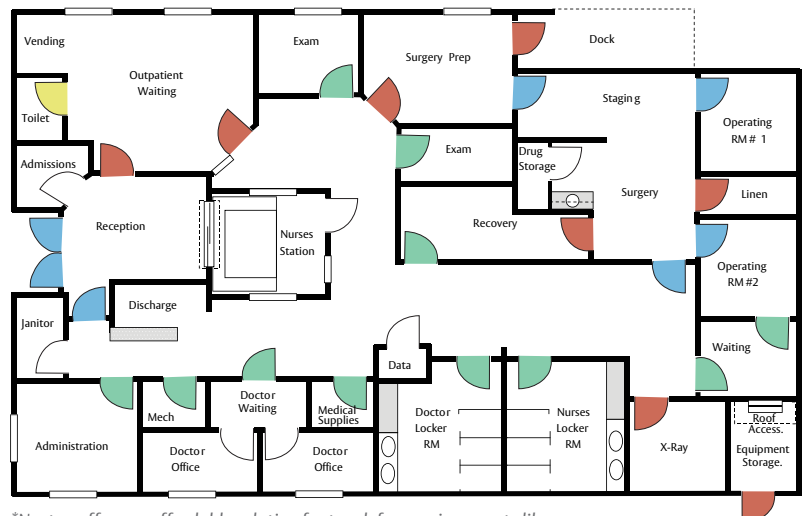 Vending
Exam
Dock
Surgery Prep
Outpatient
Waiting
Staging
Toilet
Operating
RM# 1
Exam
Drug
Storage
Admissions
Surgery
Linen
Reception
Recovery
Nurses
Station
Operating
RM#2
Discharge
Janitor
Waiting
Data
Doctor
Waiting
Mech
Medical
Supplies
Doctor
Locker
RM
Nurses
Locker
RM
Roof
Access.
Administration
X-Ray
Doctor
Office
Doctor
Office
Equipment
Storage.